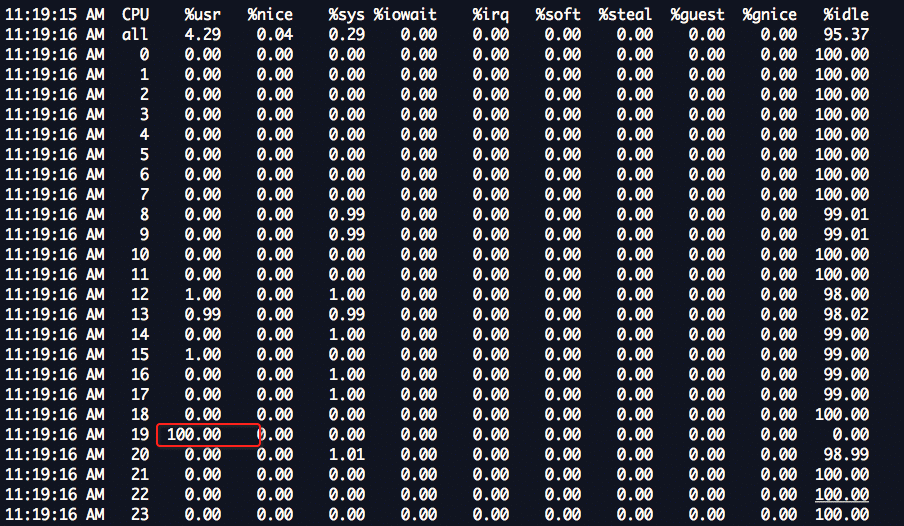 11:19:15 AM CPU %usr %nice %sys %iowait %irq %soft %steal %guest %gnice %idle
11:19:16 AM all 4.29 0.04 0.29 0.00 0.00 0.00 0.00 0.00 0.00 95.37
11:19:16 AM 0 0.00 0.00 0.00 0.00 0.00 0.00 0.00 0.00 0.00 100.00
11:19:16 AM 1 0.00 0.00 0.00 0.00 0.00 0.00 0.00 0.00 0.00 100.00
11:19:16 AM 2 0.00 0.00 0.00 0.00 0.00 0.00 0.00 0.00 0.00 100.00
11:19:16 AM 3 0.00 0.00 0.00 0.00 0.00 0.00 0.00 0.00 0.00 100.00
11:19:16 AM 4 0.00 0.00 0.00 0.00 0.00 0.00 0.00 0.00 0.00 100.00
11:19:16 AM 5 0.00 0.00 0.00 0.00 0.00 0.00 0.00 0.00 0.00 100.00
11:19:16 AM 6 0.00 0.00 0.00 0.00 0.00 0.00 0.00 0.00 0.00 100.00
11:19:16 AM 7 0.00 0.00 0.00 0.00 0.00 0.00 0.00 0.00 0.00 100.00
11:19:16 AM 8 0.00 0.00 0.99 0.00 0.00 0.00 0.00 0.00 0.00 99.01
11:19:16 AM 9 0.00 0.00 0.99 0.00 0.00 0.00 0.00 0.00 0.00 99.01
11:19:16 AM 10 0.00 0.00 0.00 0.00 0.00 0.00 0.00 0.00 0.00 100.00
11:19:16 AM 11 0.00 0.00 0.00 0.00 0.00 0.00 0.00 0.00 0.00 100.00
11:19:16 AM 12 1.00 0.00 1.00 0.00 0.00 0.00 0.00 0.00 0.00 98.00
11:19:16 AM 13 0.99 0.00 0.99 0.00 0.00 0.00 0.00 0.00 0.00 98.02
11:19:16 AM 14 0.00 0.00 1.00 0.00 0.00 0.00 0.00 0.00 0.00 99.00
11:19:16 AM 15 1.00 0.00 0.00 0.00 0.00 0.00 0.00 0.00 0.00 99.00
11:19:16 AM 16 0.00 0.00 1.00 0.00 0.00 0.00 0.00 0.00 0.00 99.00
11:19:16 AM 17 0.00 0.00 1.00 0.00 0.00 0.00 0.00 0.00 0.00 99.00
11:19:16 AM 18 0.00 0.00 0.00 0.00 0.00 0.00 0.00 0.00 0.00 100.00
11:19:16 AM 19 100.00 0.00 0.00 0.00 0.00 0.00 0.00 0.00 0.00 0.00
11:19:16 AM 20 0.00 0.00 1.01 0.00 0.00 0.00 0.00 0.00 0.00 98.99
11:19:16 AM 21 0.00 0.00 0.00 0.00 0.00 0.00 0.00 0.00 0.00 100.00
11:19:16 AM 22 0.00 0.00 0.00 0.00 0.00 0.00 0.00 0.00 0.00 100.00
11:19:16 AM 23 0.00 0.00 0.00 0.00 0.00 0.00 0.00 0.00 0.00 100.00